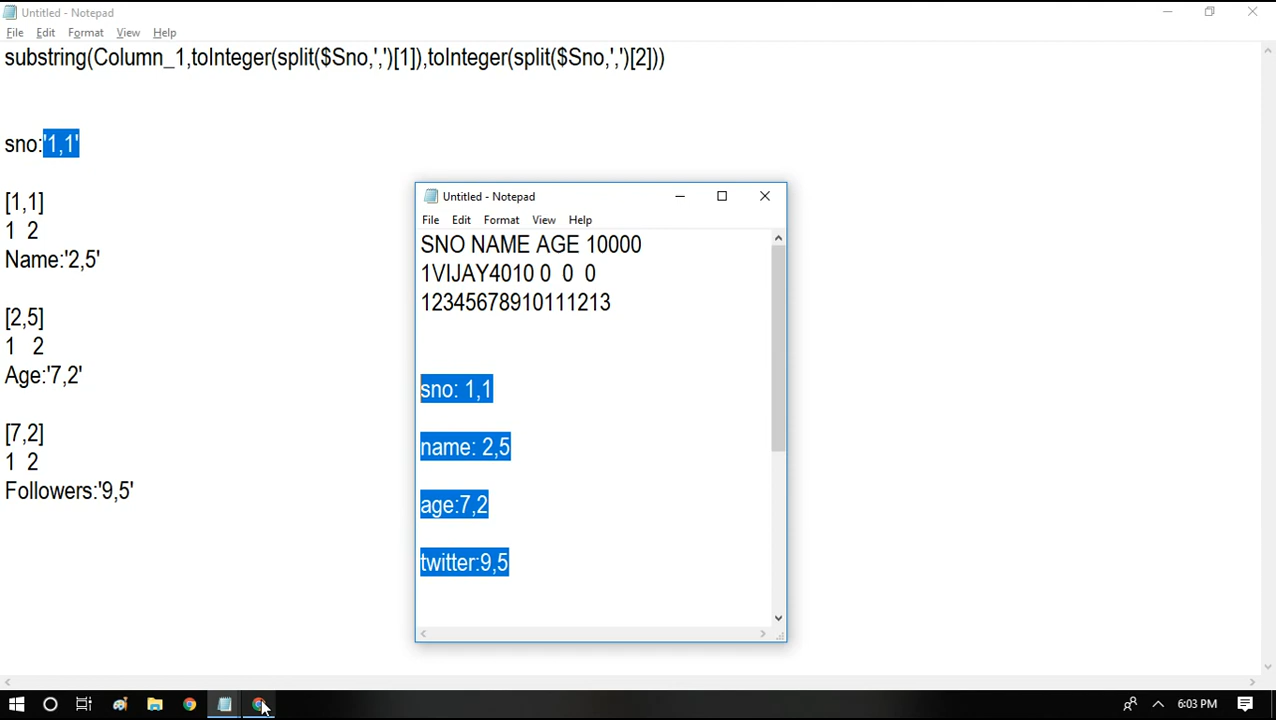 Untitled - Notepad
File Edit Format View Help
substring(Column_1,toInteger(split($Sno,',')[1]),toInteger(split($Sno,',')[2]))
sno:'1,1'
[1,1]
1 2
Name:'2,5'
[2,5]
1 2
Age:'7,2'
[7,2]
1 2
Followers:'9,5'
Untitled - Notepad
File Edit Format View Help
SNO NAME AGE 10000
1VIJAY4010 0 0 0
12345678910111213
sno: 1,1
name: 2,5
age:7,2
twitter:9,5
6:03 PM